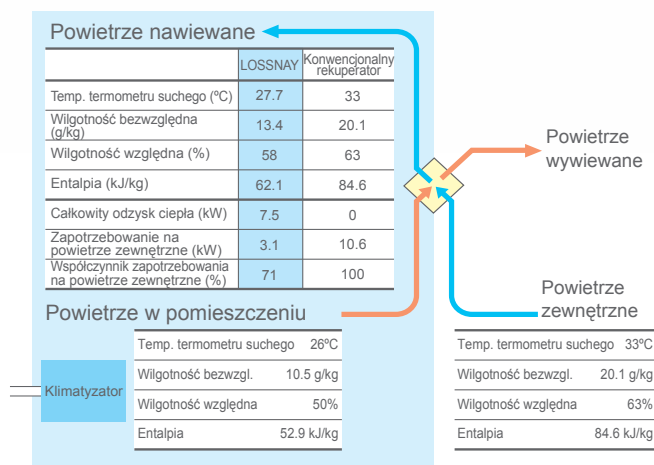 Powietrze nawiewane
LOSSNAY Konwencjonalny
rekuperator
Temp. termometru suchego (ºC) 27.7 33
Wilgotność bezwzględna
(g/kg) 13.4 20.1
Wilgotność względna (%) 58 63
Entalpia (kJ/kg) 62.1 84.6
Całkowity odzysk ciepła (kW) 7.5 0
Zapotrzebowanie na
powietrze zewnętrzne (kW) 3.1 10.6
Współczynnik zapotrzebowania
na powietrze zewnętrzne (%) 71 100
Powietrze
wywiewane
Powietrze w pomieszczeniu
Temp. termometru suchego 26ºC
Wilgotność bezwzgl. 10.5 g/kg
Wilgotność względna 50%
Entalpia 52.9 kJ/kg
Klimatyzator
Powietrze
zewnętrzne
Temp. termometru suchego 33ºC
Wilgotność bezwzgl. 20.1 g/kg
Wilgotność względna 63%
Entalpia 84.6 kJ/kg